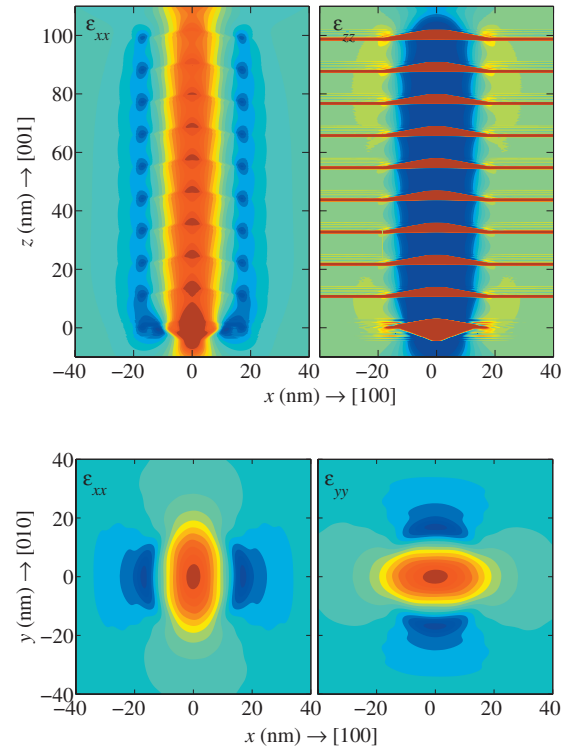 ε_xx ε_zz
100
80
60
40
20
0
z (nm) → [001]
−40 −20 0 20 40 −20 0 20 40
x (nm) → [100]
ε_xx ε_yy
40
20
0
−20
−40
y (nm) → [010]
−40 −20 0 20 40 −20 0 20 40
x (nm) → [100]